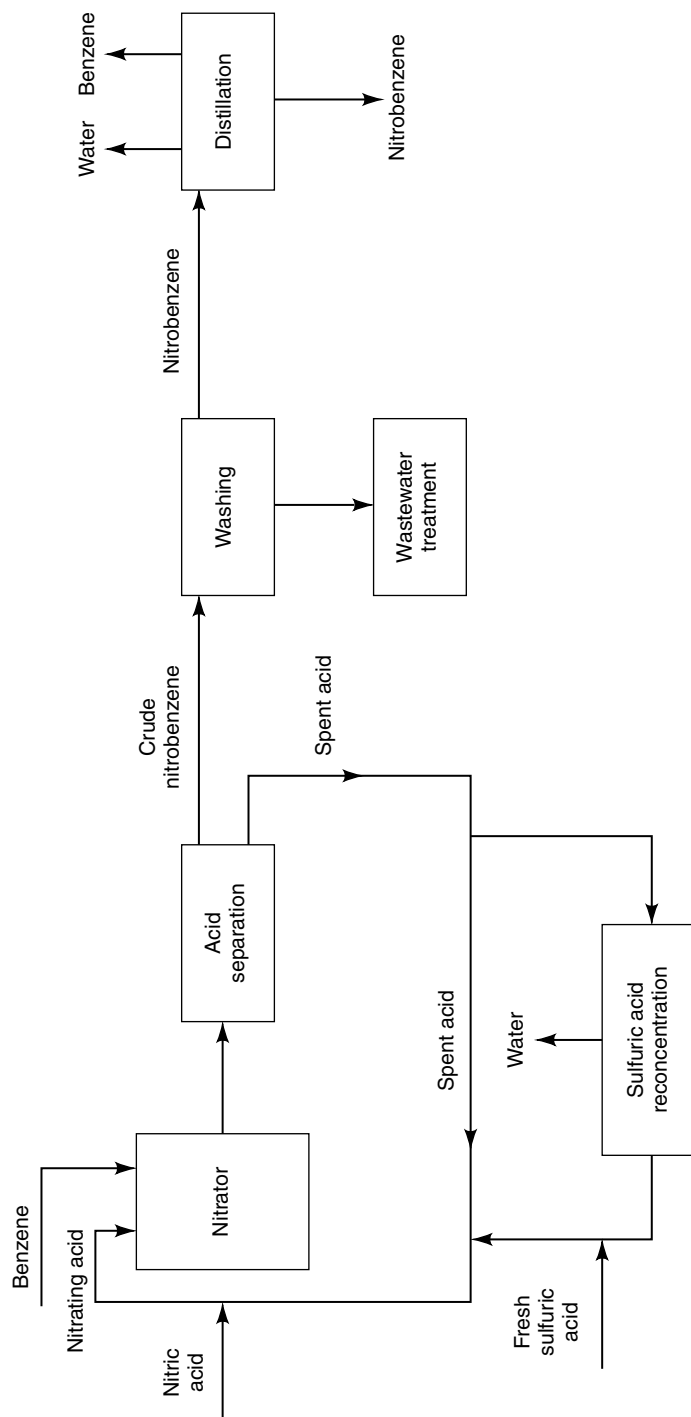 Benzene
Nitrating acid
Nitric
acid
Nitrator
Acid
separation
Crude
nitrobenzene
Spent acid
Spent acid
Water
Sulfuric acid
reconcentration
Fresh
sulfuric
acid
Washing
Wastewater
treatment
Nitrobenzene
Distillation
Water
Benzene
Nitrobenzene